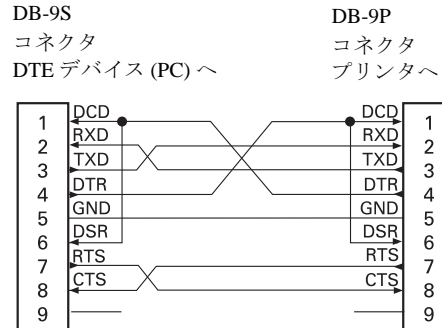 DB-9S
コネクタ
DTE デバイス (PC) へ
DB-9P
コネクタ
プリンタへ
1 DCD DCD 1
2 RXD RXD 2
3 TXD TXD 3
4 DTR DTR 4
5 GND GND 5
6 DSR DSR 6
7 RTS RTS 7
8 CTS CTS 8
9 9